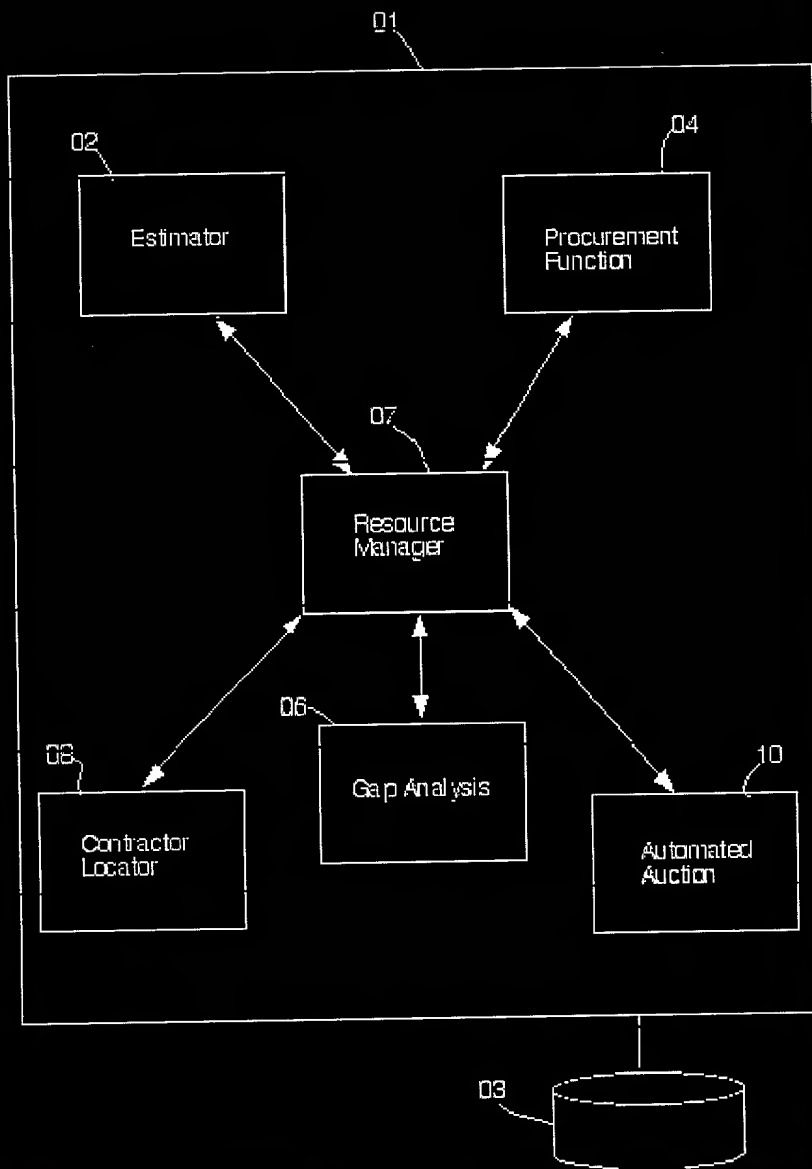 01
02
04
Estimator
Procurement
Function
07
Resource
Manager
06
08
10
Gap Analysis
Contractor
Locator
Automated
Auction
03